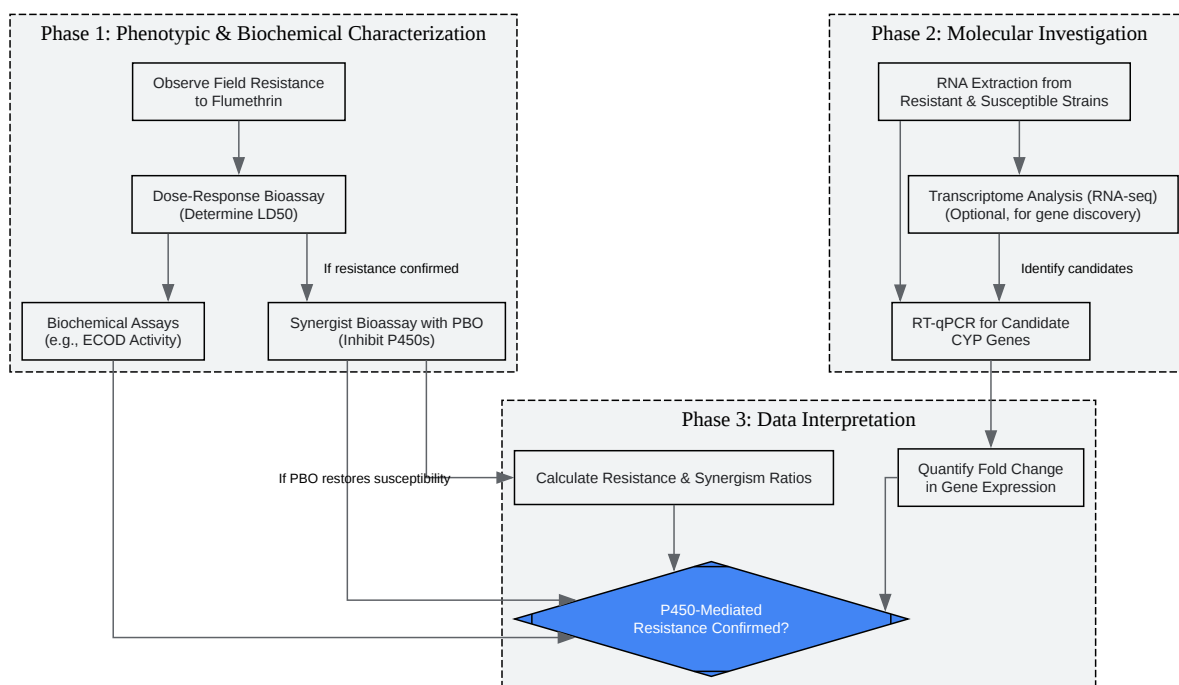 Phase 1: Phenotypic & Biochemical Characterization
Observe Field Resistance
to Flumethrin
Dose-Response Bioassay
(Determine LD50)
If resistance confirmed
Biochemical Assays
(e.g., ECOD Activity)
Synergist Bioassay with PBO
(Inhibit P450s)
Phase 2: Molecular Investigation
RNA Extraction from
Resistant & Susceptible Strains
Transcriptome Analysis (RNA-seq)
(Optional, for gene discovery)
Identify candidates
RT-qPCR for Candidate
CYP Genes
Phase 3: Data Interpretation
If PBO restores susceptibility
Calculate Resistance & Synergism Ratios
Quantify Fold Change
in Gene Expression
P450-Mediated
Resistance Confirmed?